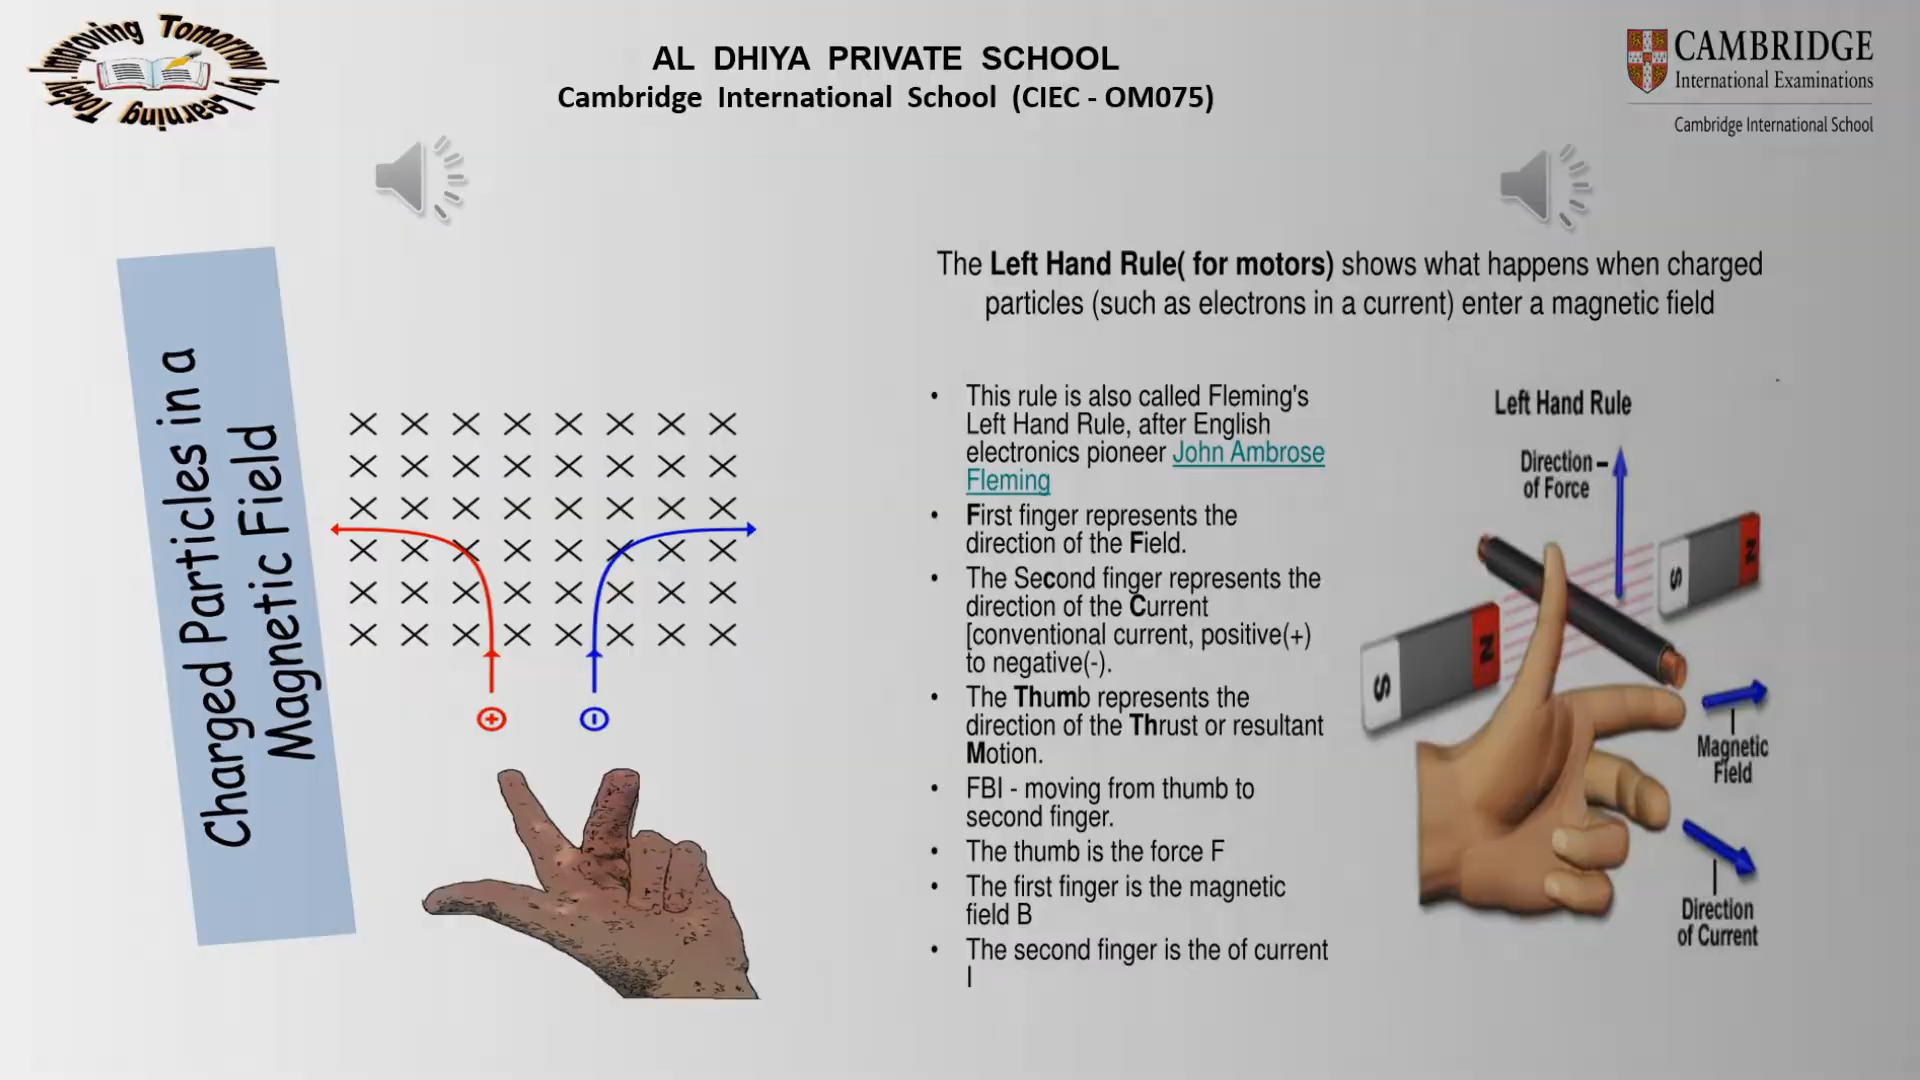 Improving Tomorrow by Learning Today.
AL DHIYA PRIVATE SCHOOL
Cambridge International School (CIEC - OM075)
CAMBRIDGE
International Examinations
Cambridge International School
Charged Particles in a
Magnetic Field
The Left Hand Rule( for motors) shows what happens when charged
particles (such as electrons in a current) enter a magnetic field
• This rule is also called Fleming's
Left Hand Rule, after English
electronics pioneer John Ambrose
Fleming
• First finger represents the
direction of the Field.
• The Second finger represents the
direction of the Current
[conventional current, positive(+)
to negative(-).
• The Thumb represents the
direction of the Thrust or resultant
Motion.
• FBI - moving from thumb to
second finger.
• The thumb is the force F
• The first finger is the magnetic
field B
• The second finger is the of current
I
Left Hand Rule
Direction
of Force
N
S
N
S
Magnetic
Field
Direction
of Current